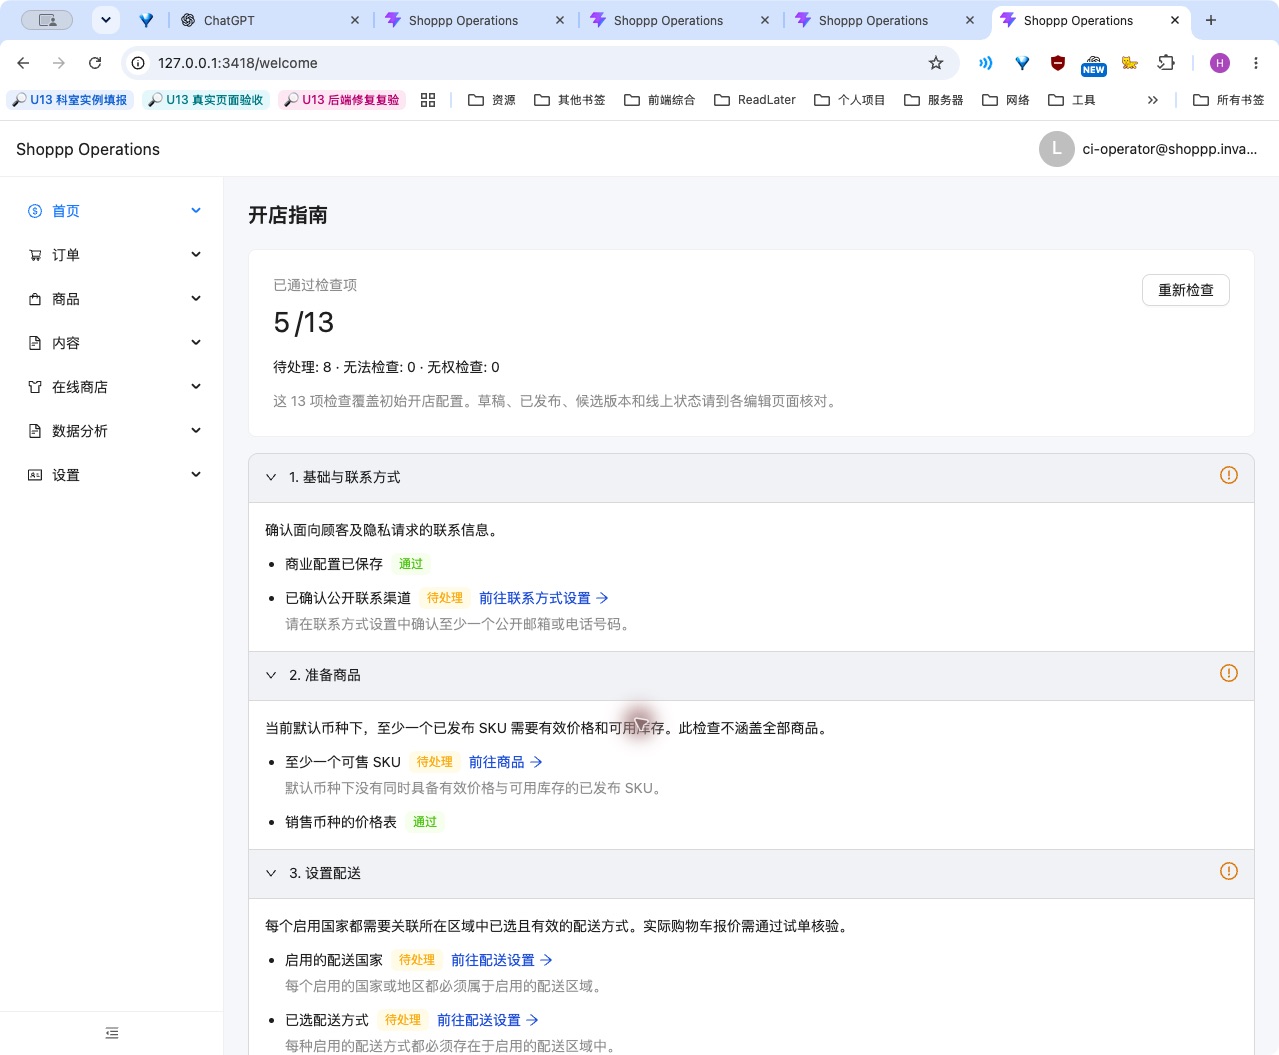 ChatGPT
Shoppp Operations
Shoppp Operations
Shoppp Operations
Shoppp Operations
127.0.0.1:3418/welcome
NEW
H
U13 科室实例填报
U13 真实页面验收
U13 后端修复复验
资源
其他书签
前端综合
ReadLater
个人项目
服务器
网络
工具
所有书签
Shoppp Operations
L
ci-operator@shoppp.inva...
首页
订单
商品
内容
在线商店
数据分析
设置
开店指南
已通过检查项
重新检查
5/13
待处理: 8 · 无法检查: 0 · 无权检查: 0
这 13 项检查覆盖初始开店配置。草稿、已发布、候选版本和线上状态请到各编辑页面核对。
1. 基础与联系方式
确认面向顾客及隐私请求的联系信息。
商业配置已保存 通过
已确认公开联系渠道 待处理 前往联系方式设置
请在联系方式设置中确认至少一个公开邮箱或电话号码。
2. 准备商品
当前默认币种下，至少一个已发布 SKU 需要有效价格和可用库存。此检查不涵盖全部商品。
至少一个可售 SKU 待处理 前往商品
默认币种下没有同时具备有效价格与可用库存的已发布 SKU。
销售币种的价格表 通过
3. 设置配送
每个启用国家都需要关联所在区域中已选且有效的配送方式。实际购物车报价需通过试单核验。
启用的配送国家 待处理 前往配送设置
每个启用的国家或地区都必须属于启用的配送区域。
已选配送方式 待处理 前往配送设置
每种启用的配送方式都必须存在于启用的配送区域中。